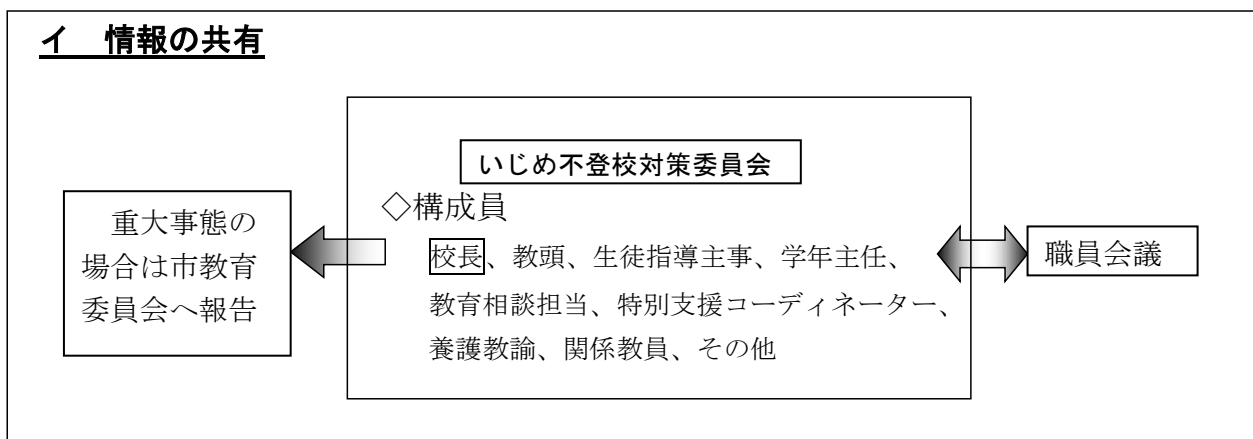 イ 情報の共有
いじめ不登校対策委員会
◇構成員
校長、教頭、生徒指導主事、学年主任、
教育相談担当、特別支援コーディネーター、
養護教諭、関係教員、その他
重大事態の
場合は市教育
委員会へ報告
職員会議